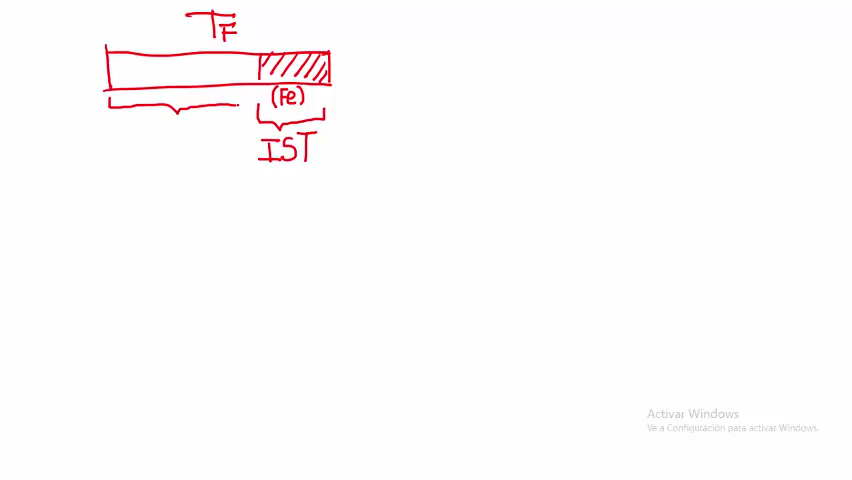 TF
(Fe)
IST
Activar Windows
Ve a Configuración para activar Windows.